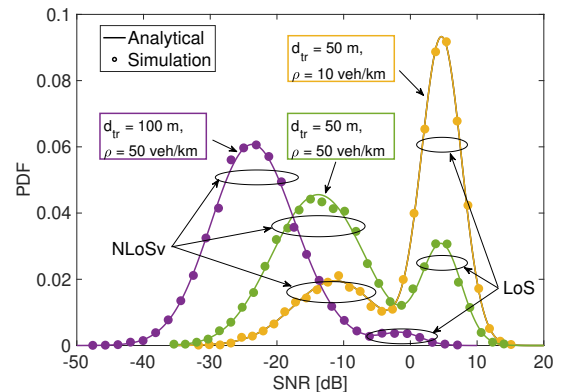 Analytical
Simulation
d_tr = 50 m,
ρ = 10 veh/km
d_tr = 100 m,
ρ = 50 veh/km
d_tr = 50 m,
ρ = 50 veh/km
NLoSv
LoS
PDF
0.1
0.08
0.06
0.04
0.02
0
-50 -40 -30 -20 -10 0 10 20
SNR [dB]